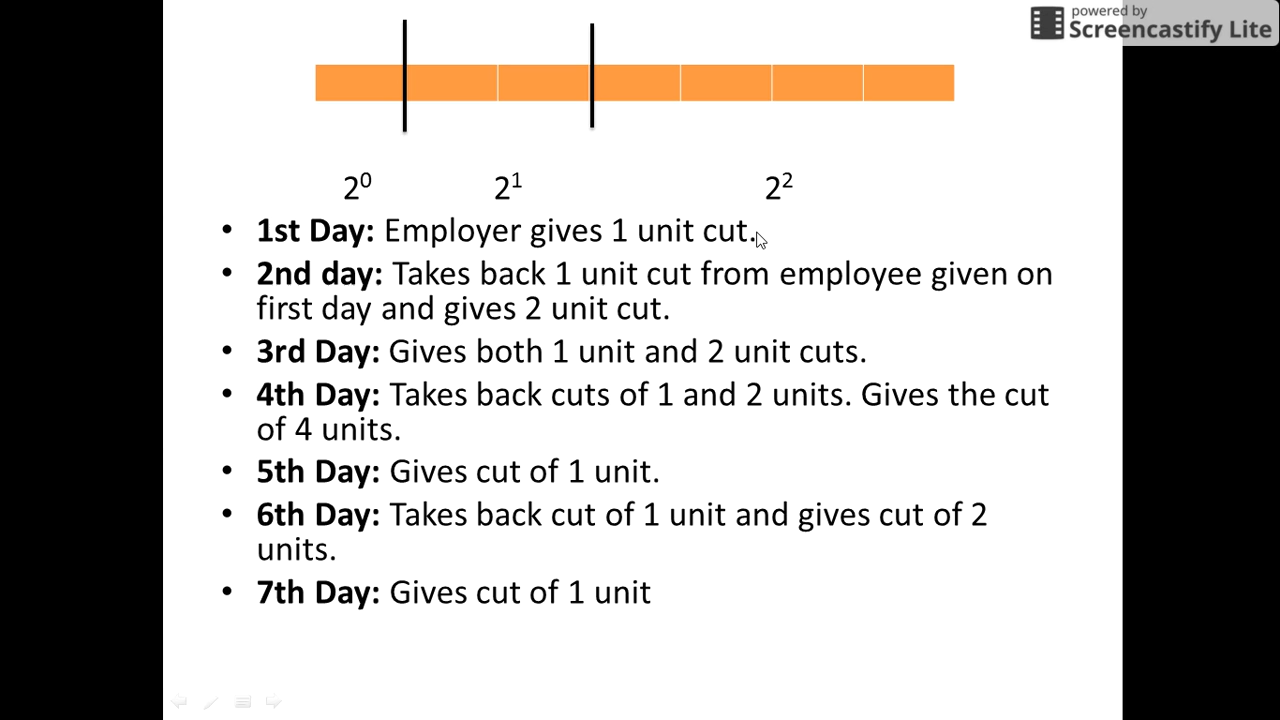 powered by
Screencastify Lite
2⁰ 2¹ 2²
• 1st Day: Employer gives 1 unit cut.
• 2nd day: Takes back 1 unit cut from employee given on
first day and gives 2 unit cut.
• 3rd Day: Gives both 1 unit and 2 unit cuts.
• 4th Day: Takes back cuts of 1 and 2 units. Gives the cut
of 4 units.
• 5th Day: Gives cut of 1 unit.
• 6th Day: Takes back cut of 1 unit and gives cut of 2
units.
• 7th Day: Gives cut of 1 unit